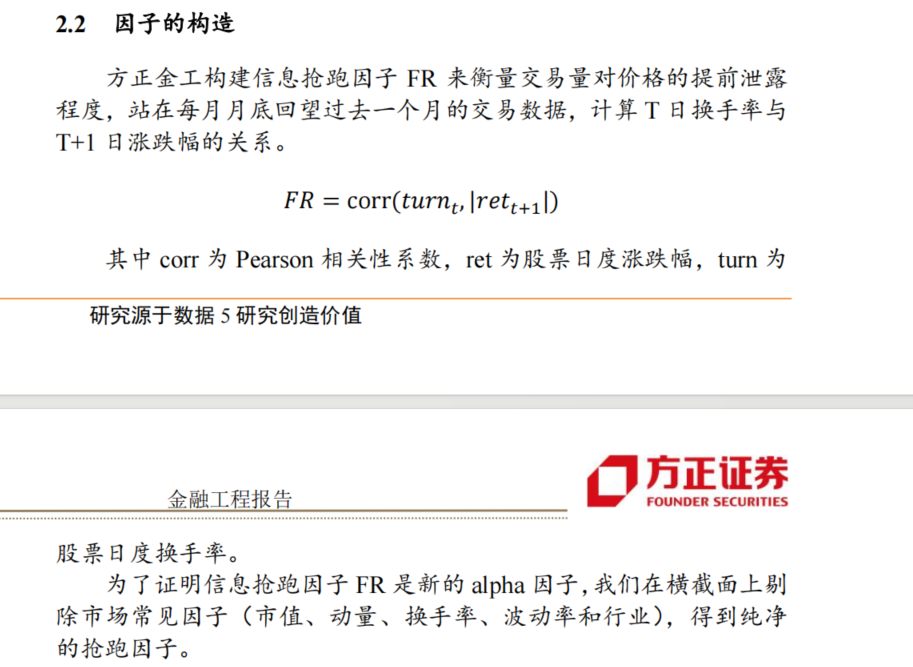 2.2 因子的构造
方正金工构建信息抢跑因子 FR 来衡量交易量对价格的提前泄露
程度，站在每月月底回望过去一个月的交易数据，计算 T 日换手率与
T+1 日涨跌幅的关系。
FR = corr(turnₜ, |retₜ₊₁|)
其中 corr 为 Pearson 相关性系数，ret 为股票日度涨跌幅，turn 为
研究源于数据 5 研究创造价值
方正证券
FOUNDER SECURITIES
金融工程报告
股票日度换手率。
为了证明信息抢跑因子 FR 是新的 alpha 因子，我们在横截面上剔
除市场常见因子（市值、动量、换手率、波动率和行业），得到纯净
的抢跑因子。